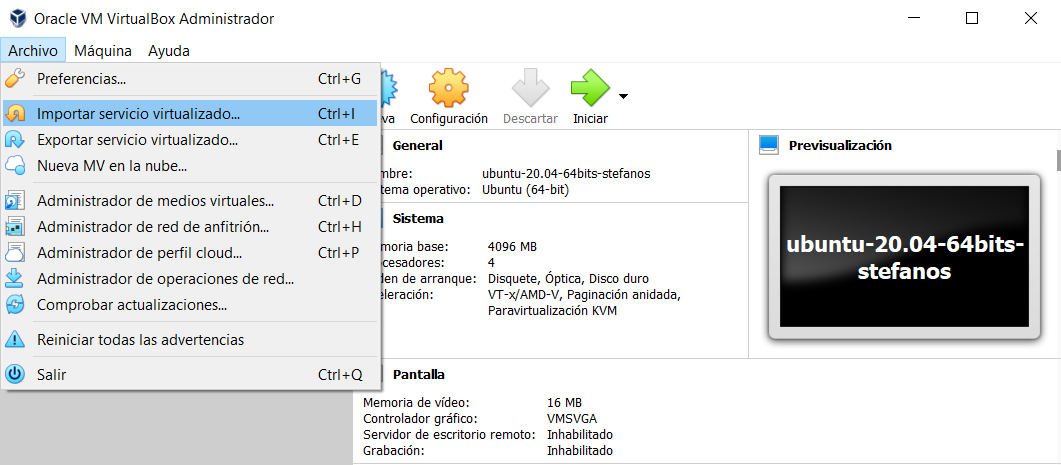 Oracle VM VirtualBox Administrador
Archivo Máquina Ayuda
Preferencias... Ctrl+G
Importar servicio virtualizado... Ctrl+I
Exportar servicio virtualizado... Ctrl+E
Nueva MV en la nube...
Administrador de medios virtuales... Ctrl+D
Administrador de red de anfitrión... Ctrl+H
Administrador de perfil cloud... Ctrl+P
Administrador de operaciones de red...
Comprobar actualizaciones...
Reiniciar todas las advertencias
Salir Ctrl+Q
va Configuración Descartar Iniciar
General
mbre: ubuntu-20.04-64bits-stefanos
tema operativo: Ubuntu (64-bit)
Sistema
emoria base: 4096 MB
ocesadores: 4
den de arranque: Disquete, Óptica, Disco duro
eleración: VT-x/AMD-V, Paginación anidada,
Paravirtualización KVM
Previsualización
ubuntu-20.04-64bits-
stefanos
Pantalla
Memoria de vídeo: 16 MB
Controlador gráfico: VMSVGA
Servidor de escritorio remoto: Inhabilitado
Grabación: Inhabilitado